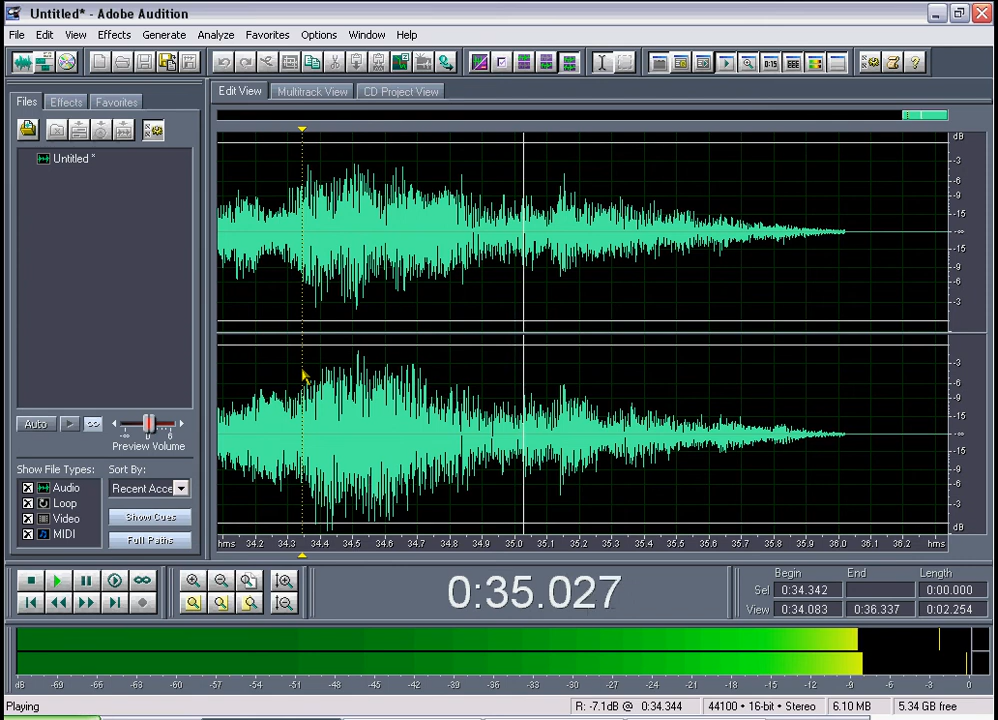 Untitled* - Adobe Audition
File Edit View Effects Generate Analyze Favorites Options Window Help
Files Effects Favorites
Edit View Multitrack View CD Project View
Untitled *
dB
-3
-6
-9
-15
-∞
-15
-9
-6
-3
-3
-6
-9
-15
-∞
-15
-9
-6
-3
dB
hms 34.2 34.3 34.4 34.5 34.6 34.7 34.8 34.9 35.0 35.1 35.2 35.3 35.4 35.5 35.6 35.7 35.8 35.9 36.0 36.1 36.2 hms
Auto
-∞ 0 6
Preview Volume
Show File Types: Sort By:
Audio
Loop
Video
MIDI
Recent Acce
Show Cues
Full Paths
0:35.027
Begin End Length
Sel 0:34.342 0:00.000
View 0:34.083 0:36.337 0:02.254
dB -69 -66 -63 -60 -57 -54 -51 -48 -45 -42 -39 -36 -33 -30 -27 -24 -21 -18 -15 -12 -9 -6 -3 0
Playing R: -7.1dB @ 0:34.344 44100 • 16-bit • Stereo 6.10 MB 5.34 GB free